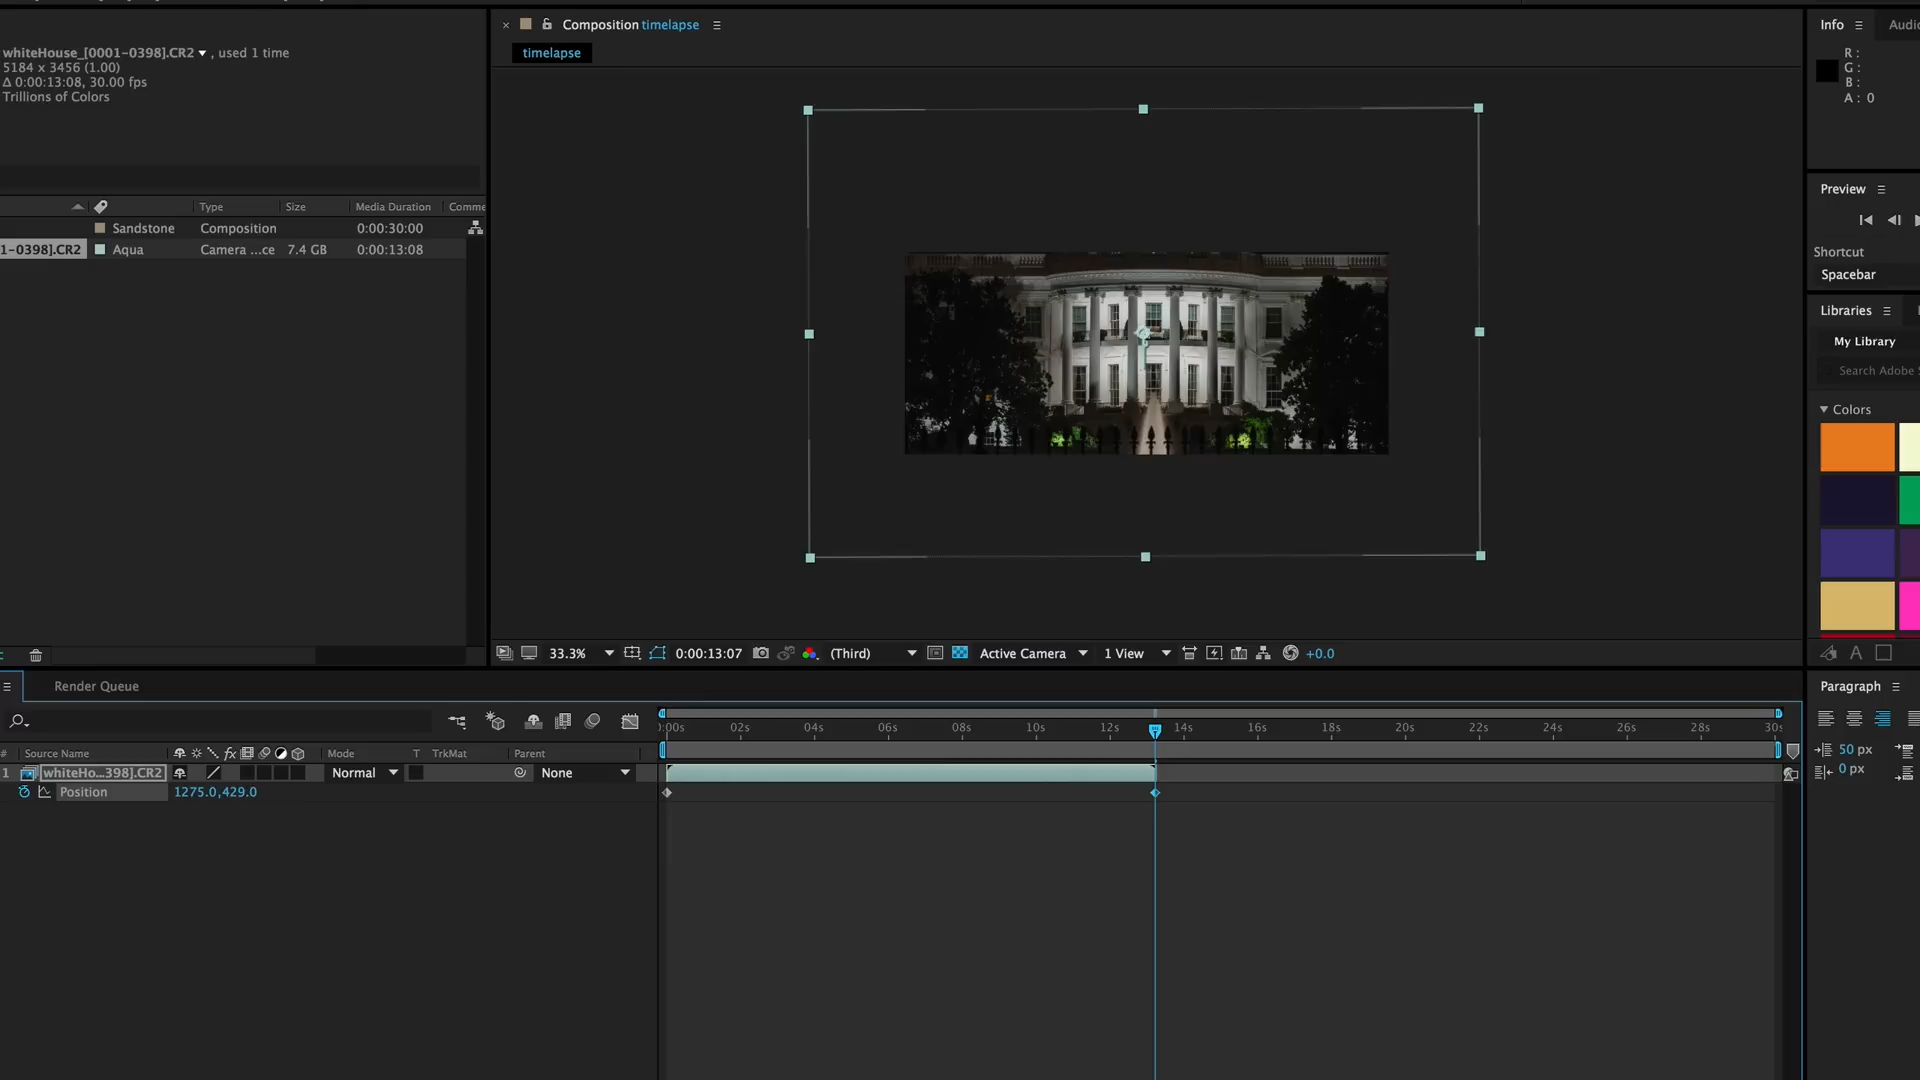 Composition timelapse
Info
Audio
whiteHouse_[0001-0398].CR2 , used 1 time
timelapse
R :
5184 x 3456 (1.00)
G :
Δ 0:00:13:08, 30.00 fps
B :
Trillions of Colors
A : 0
Preview
Type
Size
Media Duration
Comme
Sandstone
Composition
0:00:30:00
1-0398].CR2
Aqua
Camera ...ce
7.4 GB
0:00:13:08
Shortcut
Spacebar
Libraries
My Library
Search Adobe S
Colors
33.3%
0:00:13:07
(Third)
Active Camera
1 View
+0.0
Render Queue
Paragraph
:00s
02s
04s
06s
08s
10s
12s
14s
16s
18s
20s
22s
24s
26s
28s
30s
50 px
# Source Name
fx
Mode
T
TrkMat
Parent
0 px
1
whiteHo...398].CR2
Normal
None
Position
1275.0,429.0